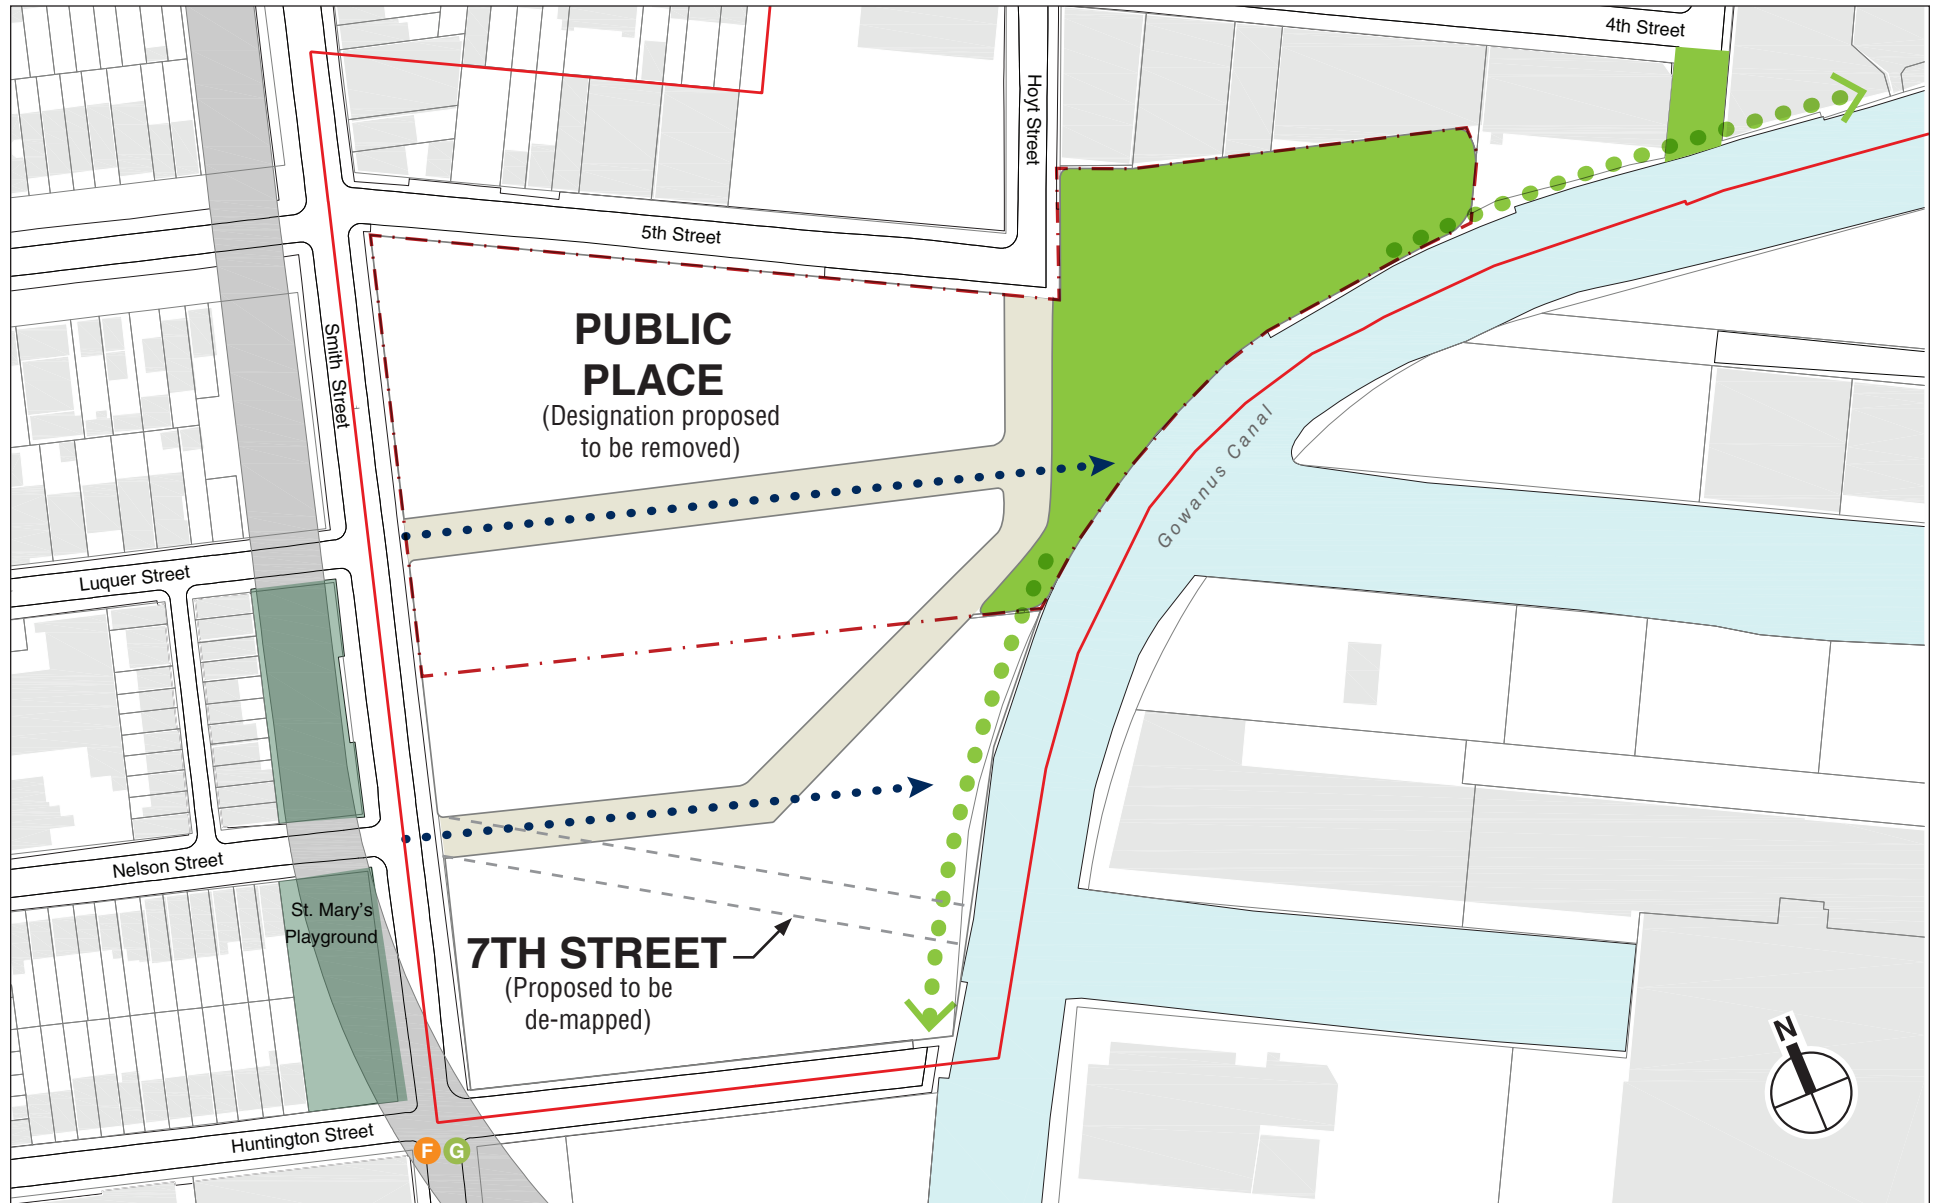 4th Street
Hoyt Street
5th Street
Smith Street
PUBLIC
PLACE
(Designation proposed
to be removed)
Gowanus Canal
Luquer Street
Nelson Street
St. Mary's
Playground
7TH STREET
(Proposed to be
de-mapped)
Huntington Street
F G
N